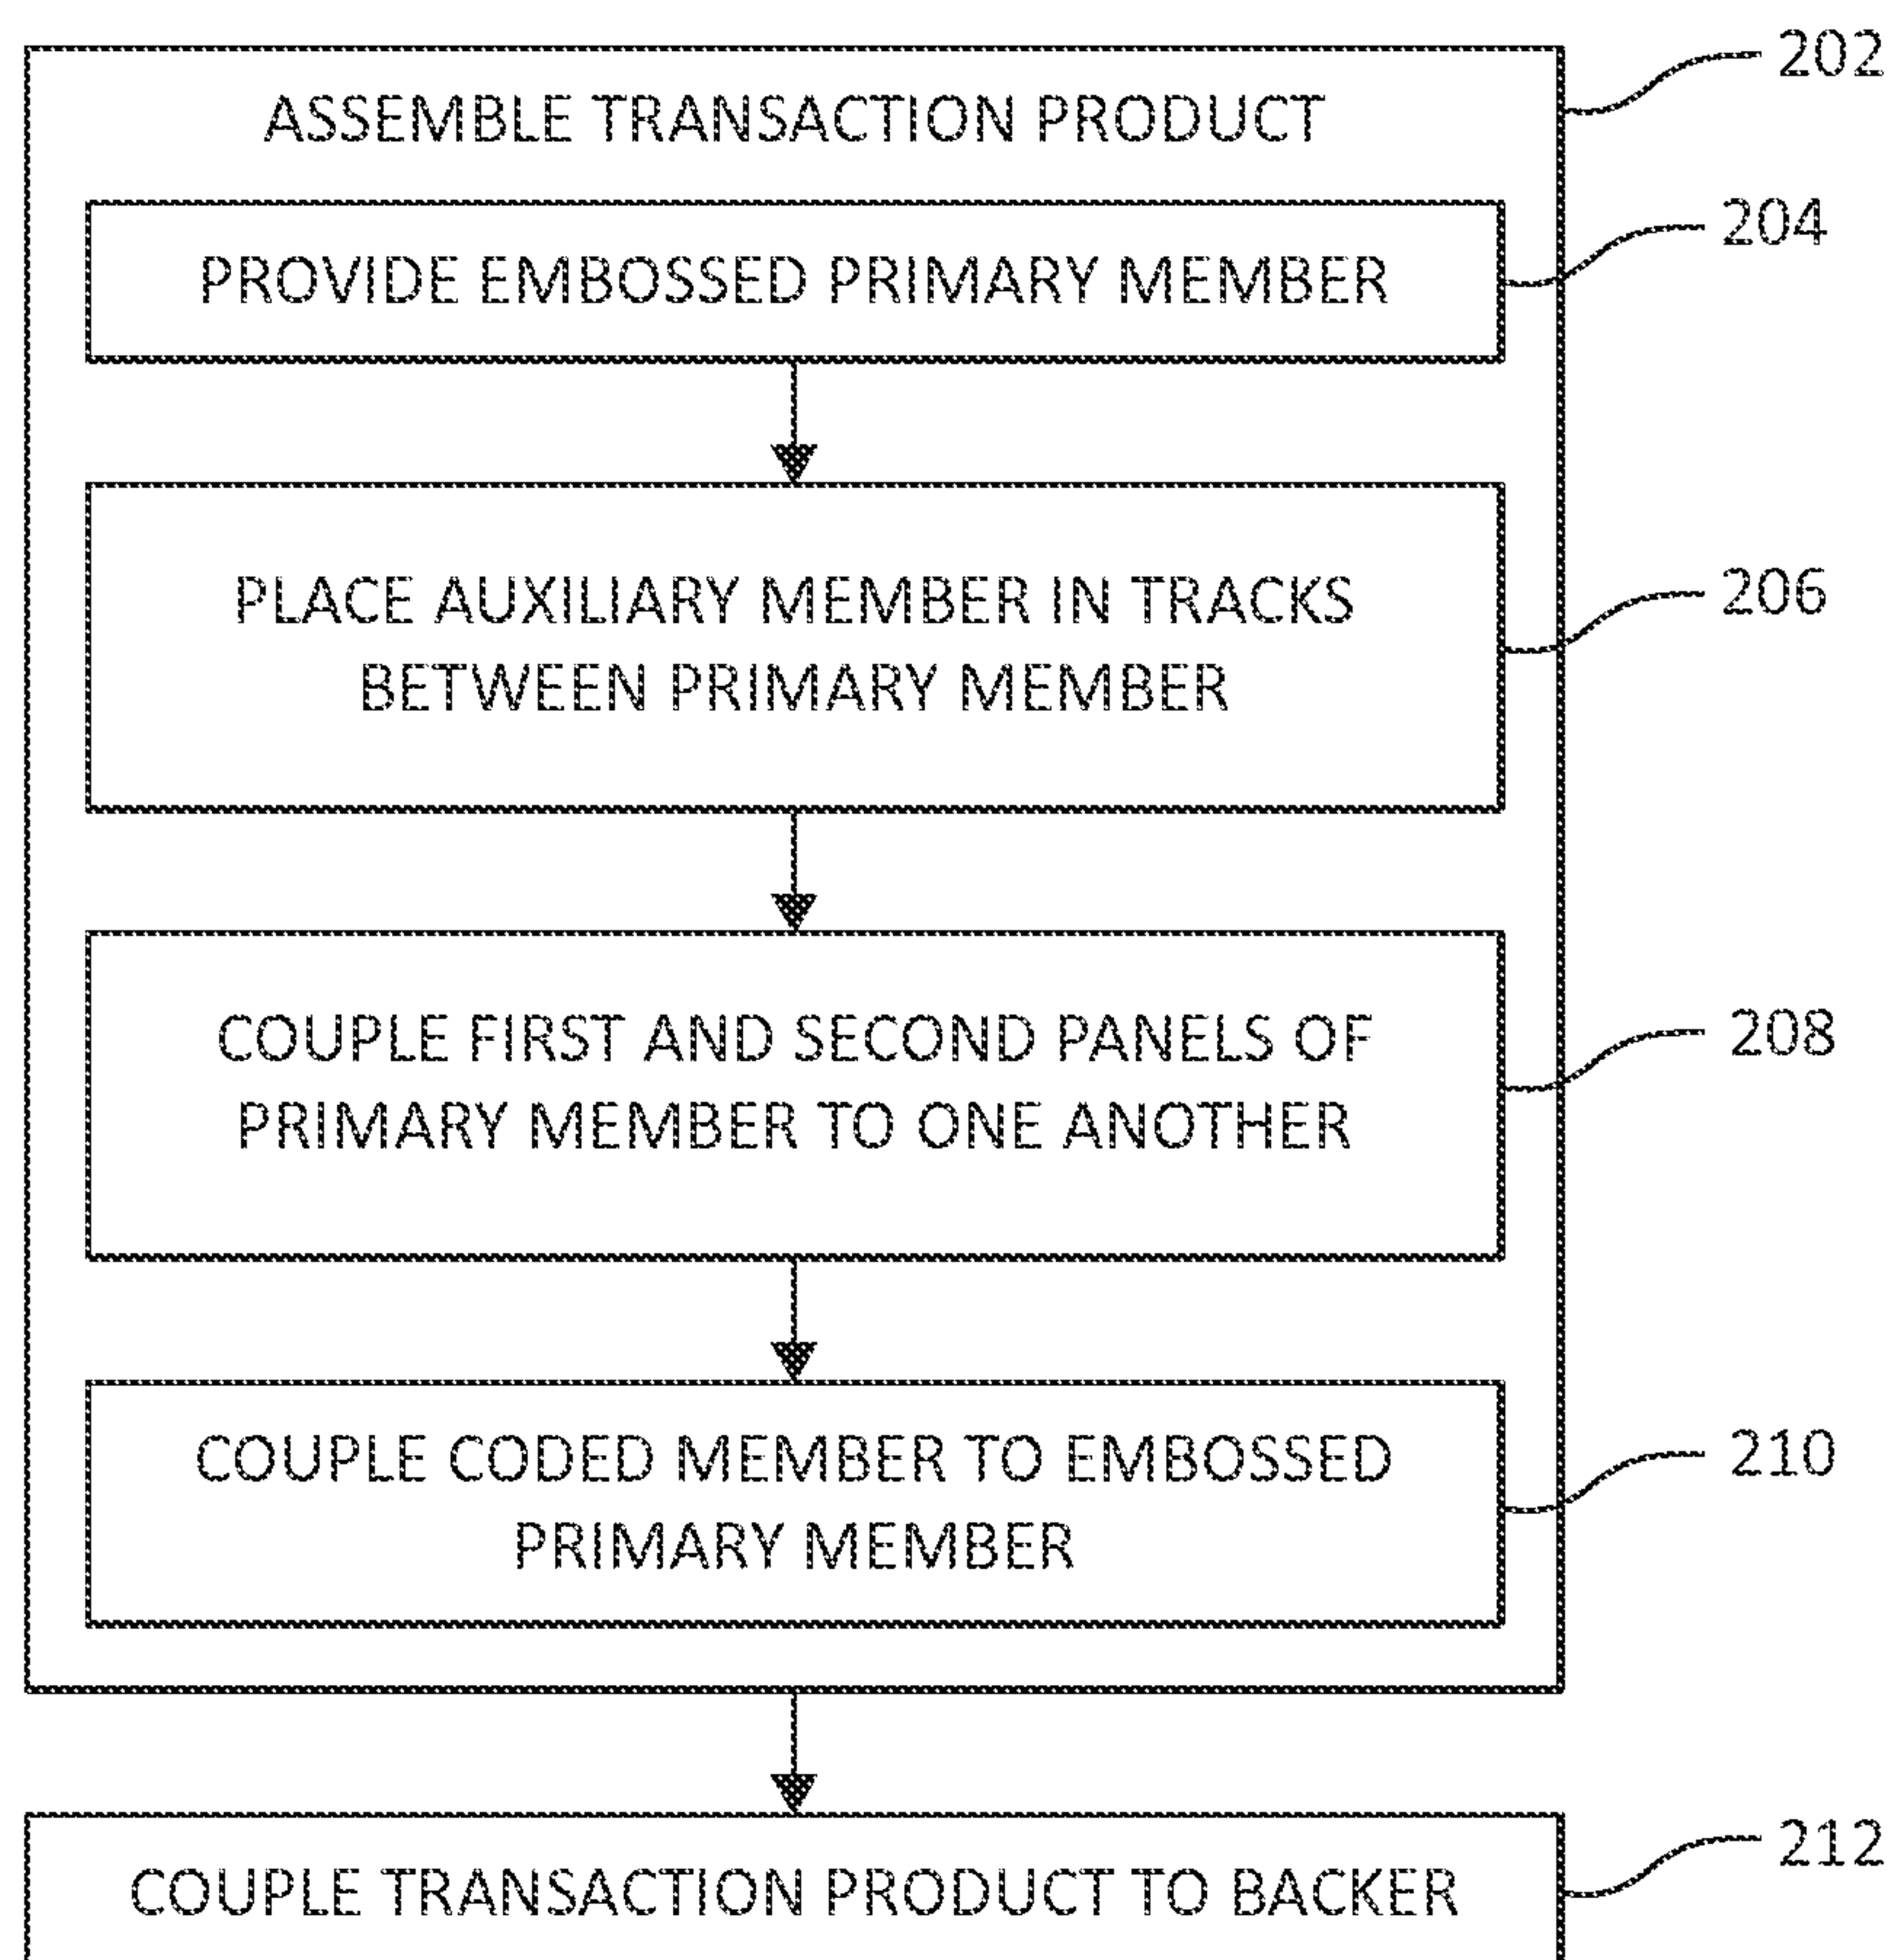 202
ASSEMBLE TRANSACTION PRODUCT
204
PROVIDE EMBOSSED PRIMARY MEMBER
206
PLACE AUXILIARY MEMBER IN TRACKS
BETWEEN PRIMARY MEMBER
208
COUPLE FIRST AND SECOND PANELS OF
PRIMARY MEMBER TO ONE ANOTHER
210
COUPLE CODED MEMBER TO EMBOSSED
PRIMARY MEMBER
212
COUPLE TRANSACTION PRODUCT TO BACKER